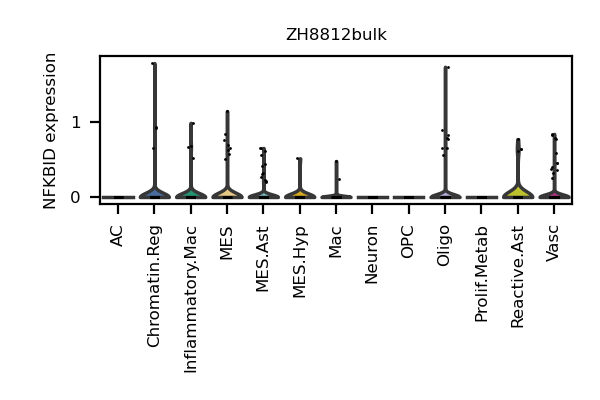 ZH8812bulk
NFKBID expression
1
0
AC
Chromatin.Reg
Inflammatory.Mac
MES
MES.Ast
MES.Hyp
Mac
Neuron
OPC
Oligo
Prolif.Metab
Reactive.Ast
Vasc